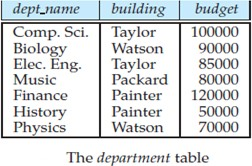 dept_name building budget
Comp. Sci. Taylor 100000
Biology Watson 90000
Elec. Eng. Taylor 85000
Music Packard 80000
Finance Painter 120000
History Painter 50000
Physics Watson 70000
The department table